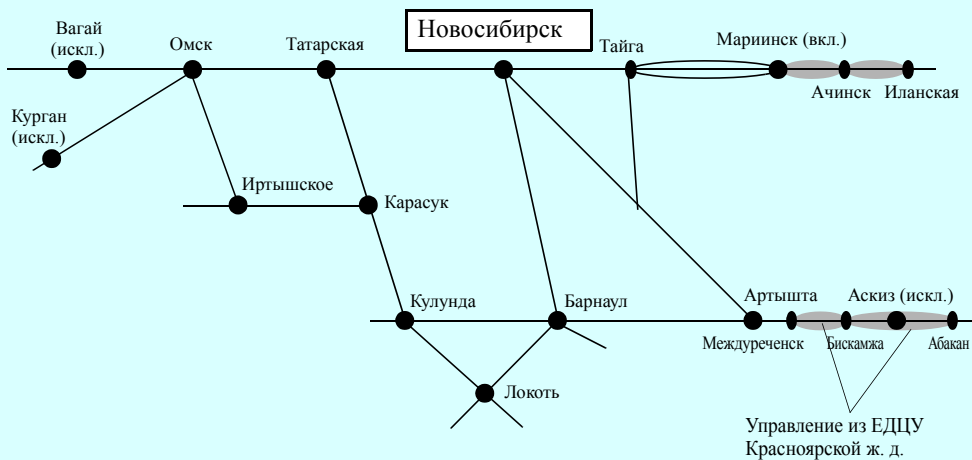 Новосибирск
Вагай
(искл.)
Омск
Татарская
Тайга
Мариинск (вкл.)
Ачинск
Иланская
Курган
(искл.)
Иртышское
Карасук
Кулунда
Барнаул
Артышта
Аскиз (искл.)
Междуреченск
Бискамжа
Абакан
Локоть
Управление из ЕДЦУ
Красноярской ж. д.